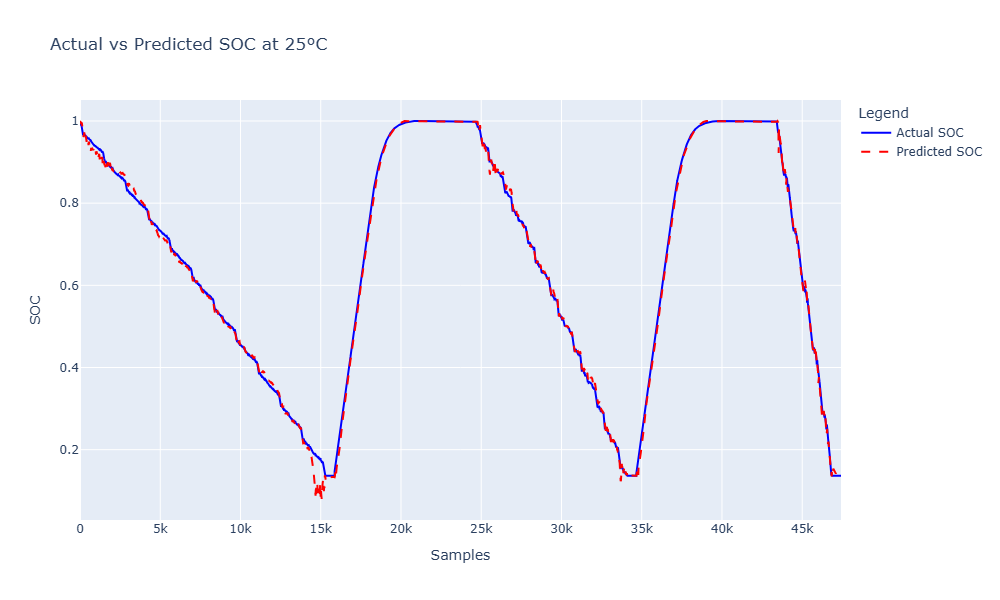 Actual vs Predicted SOC at 25°C
Legend
Actual SOC
Predicted SOC
1
0.8
0.6
0.4
0.2
SOC
0 5k 10k 15k 20k 25k 30k 35k 40k 45k
Samples